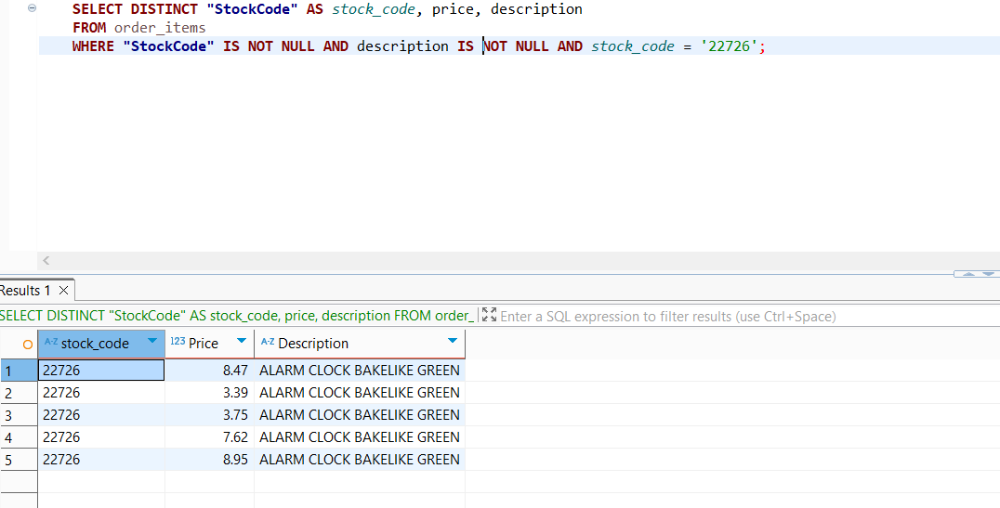 SELECT DISTINCT "StockCode" AS stock_code, price, description
FROM order_items
WHERE "StockCode" IS NOT NULL AND description IS NOT NULL AND stock_code = '22726';
Results 1
SELECT DISTINCT "StockCode" AS stock_code, price, description FROM order_ Enter a SQL expression to filter results (use Ctrl+Space)
A-Z stock_code 123 Price A-Z Description
1 22726 8.47 ALARM CLOCK BAKELIKE GREEN
2 22726 3.39 ALARM CLOCK BAKELIKE GREEN
3 22726 3.75 ALARM CLOCK BAKELIKE GREEN
4 22726 7.62 ALARM CLOCK BAKELIKE GREEN
5 22726 8.95 ALARM CLOCK BAKELIKE GREEN